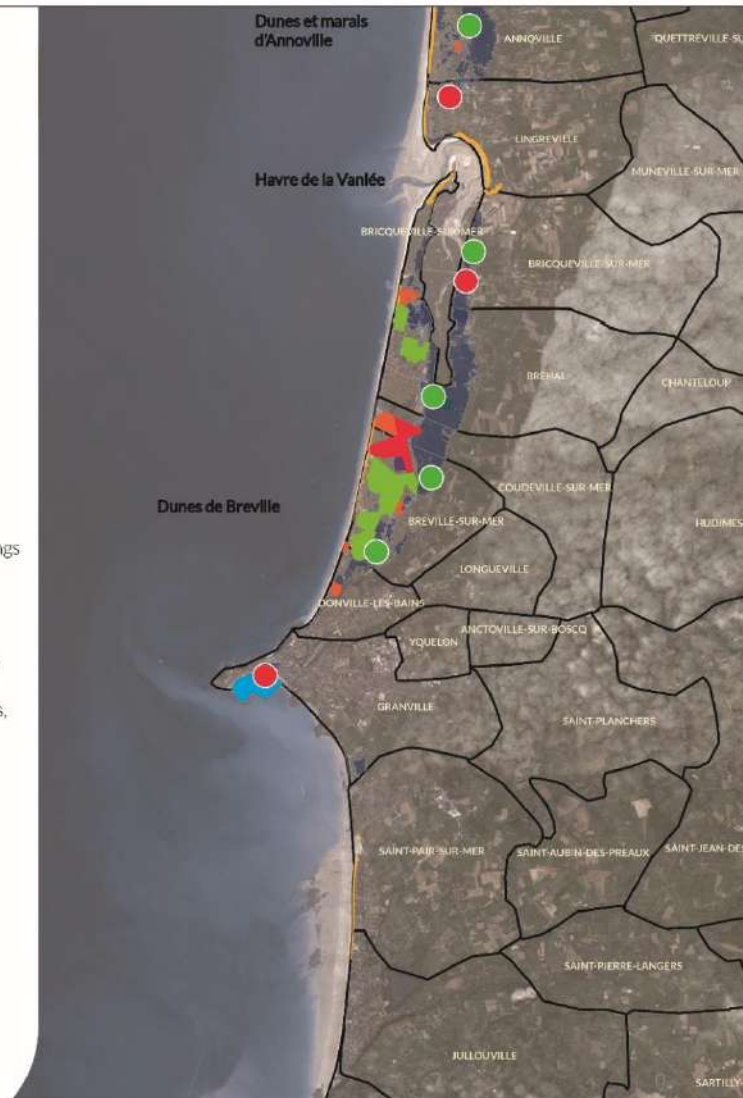 Dunes et marais
d'Annoville
ANNOVILLE
LINGREVILLE
MUNEVILLE-SUR-MER
Havre de la Vanlée
BRICQUEVILLE-SUR-MER
BRICQUEVILLE-SUR-MER
BREHAL
CHANTELOUP
COUDEVILLE-SUR-MER
Dunes de Breville
BREVILLE-SUR-MER
LONGUEVILLE
DONVILLE-LES-BAINS
ANCTOVILLE-SUR-BOSCQ
YQUELON
GRANVILLE
SAINT-PLANCHERS
SAINT-PAIR-SUR-MER
SAINT-AUBIN-DES-PREAUX
SAINT-JEAN-DES
SAINT-PIERRE-LANGERS
JULLOUVILLE
SARTILLY-